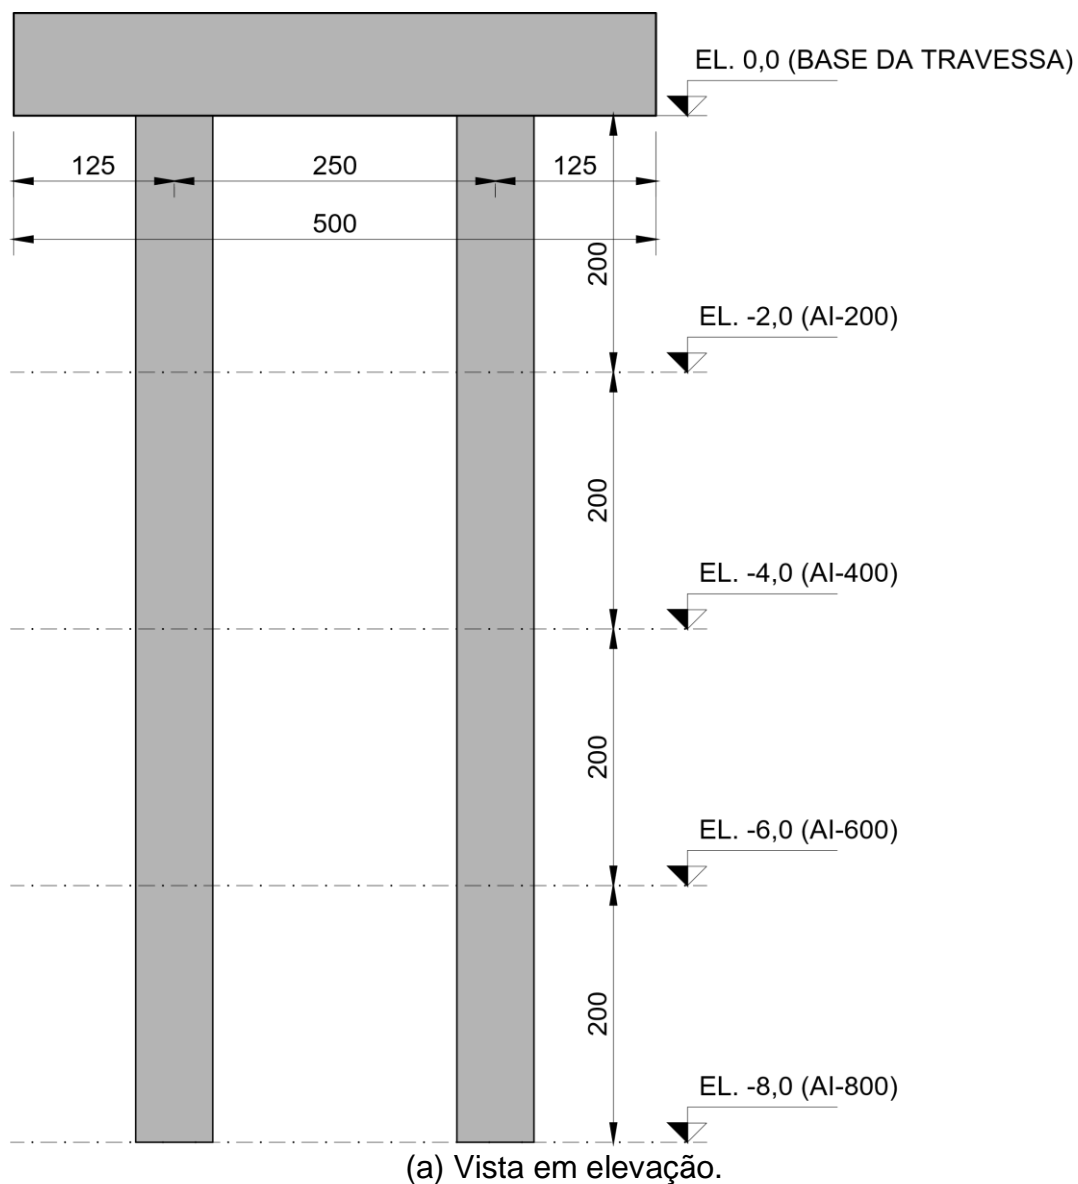 EL. 0,0 (BASE DA TRAVESSA)
125
250
125
500
200
EL. -2,0 (AI-200)
200
EL. -4,0 (AI-400)
200
EL. -6,0 (AI-600)
200
EL. -8,0 (AI-800)
(a) Vista em elevação.